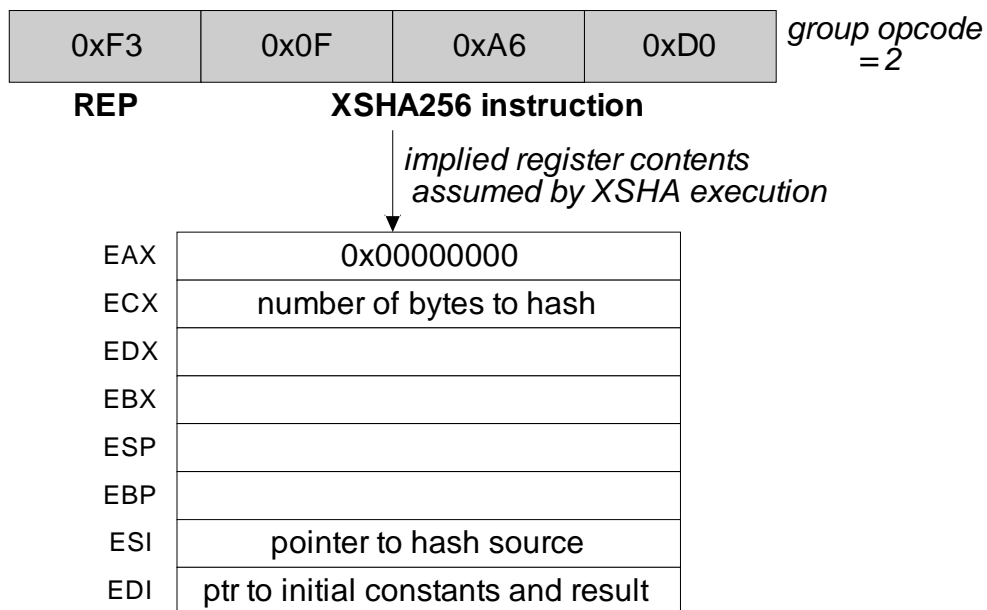 0xF3 0x0F 0xA6 0xD0 group opcode
= 2
REP XSHA256 instruction
implied register contents
assumed by XSHA execution
EAX 0x00000000
ECX number of bytes to hash
EDX
EBX
ESP
EBP
ESI pointer to hash source
EDI ptr to initial constants and result